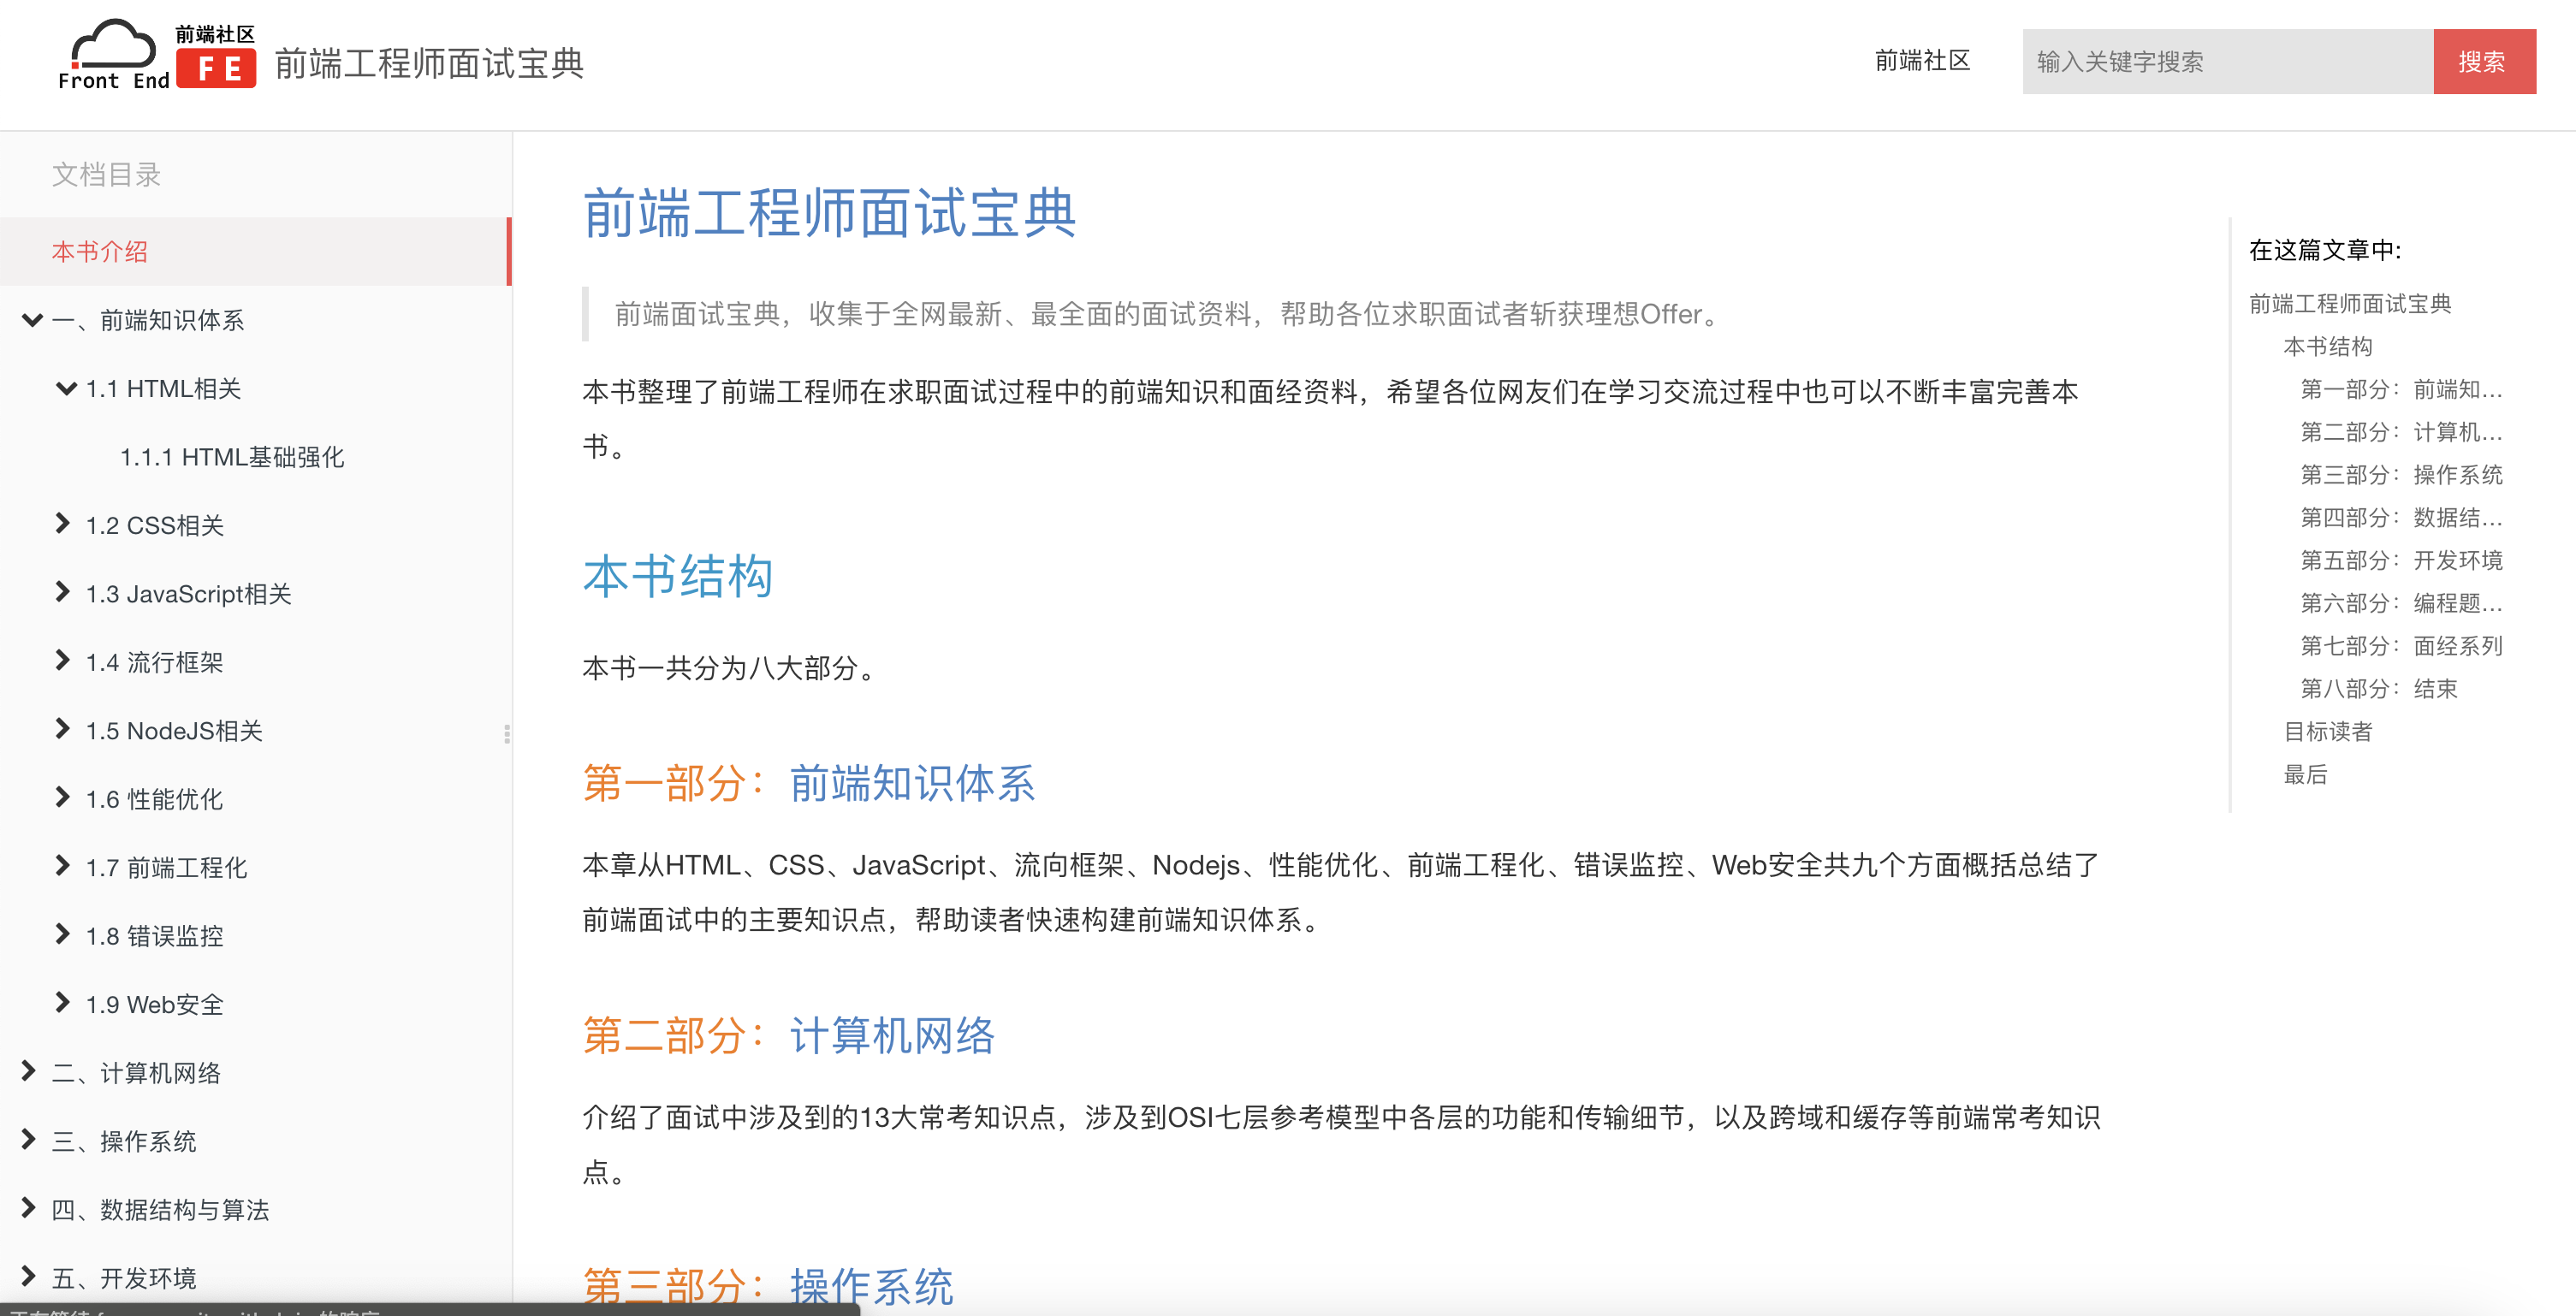 前端社区
Front End
FE
前端工程师面试宝典
前端社区
输入关键字搜索
搜索
文档目录
本书介绍
一、前端知识体系
1.1 HTML相关
1.1.1 HTML基础强化
1.2 CSS相关
1.3 JavaScript相关
1.4 流行框架
1.5 NodeJS相关
1.6 性能优化
1.7 前端工程化
1.8 错误监控
1.9 Web安全
二、计算机网络
三、操作系统
四、数据结构与算法
五、开发环境
前端工程师面试宝典
前端面试宝典，收集于全网最新、最全面的面试资料，帮助各位求职面试者斩获理想Offer。
本书整理了前端工程师在求职面试过程中的前端知识和面经资料，希望各位网友们在学习交流过程中也可以不断丰富完善本
书。
本书结构
本书一共分为八大部分。
第一部分：前端知识体系
本章从HTML、CSS、JavaScript、流向框架、Nodejs、性能优化、前端工程化、错误监控、Web安全共九个方面概括总结了
前端面试中的主要知识点，帮助读者快速构建前端知识体系。
第二部分：计算机网络
介绍了面试中涉及到的13大常考知识点，涉及到OSI七层参考模型中各层的功能和传输细节，以及跨域和缓存等前端常考知识
点。
第三部分：操作系统
在这篇文章中:
前端工程师面试宝典
本书结构
第一部分：前端知...
第二部分：计算机...
第三部分：操作系统
第四部分：数据结...
第五部分：开发环境
第六部分：编程题...
第七部分：面经系列
第八部分：结束
目标读者
最后